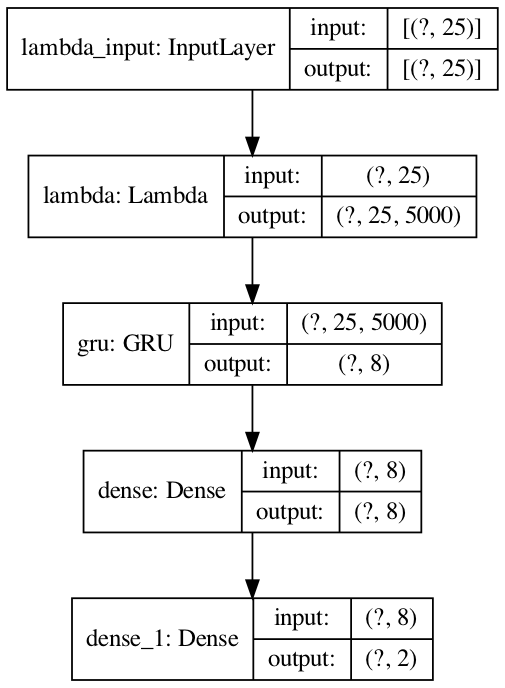 lambda_input: InputLayer
input: [(?, 25)]
output: [(?, 25)]
lambda: Lambda
input: (?, 25)
output: (?, 25, 5000)
gru: GRU
input: (?, 25, 5000)
output: (?, 8)
dense: Dense
input: (?, 8)
output: (?, 8)
dense_1: Dense
input: (?, 8)
output: (?, 2)